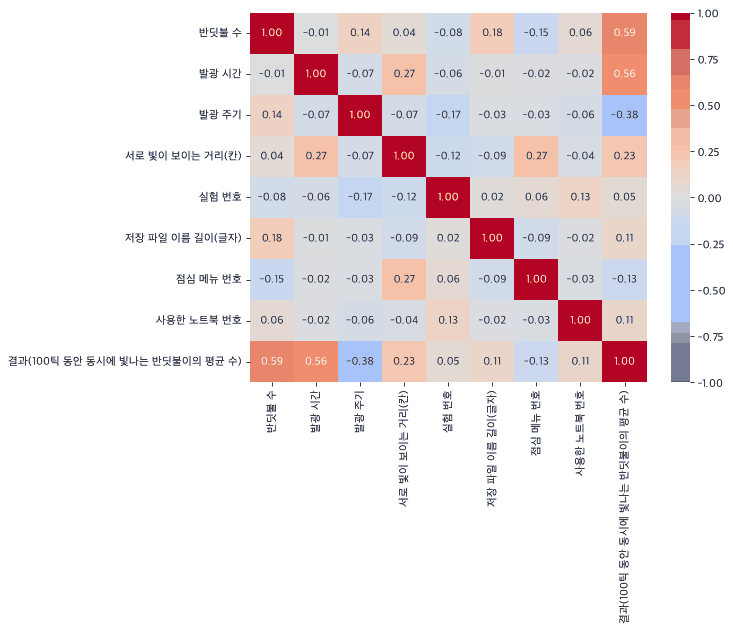 반딧불 수 1.00 -0.01 0.14 0.04 -0.08 0.18 -0.15 0.06 0.59
발광 시간 -0.01 1.00 -0.07 0.27 -0.06 -0.01 -0.02 -0.02 0.56
발광 주기 0.14 -0.07 1.00 -0.07 -0.17 -0.03 -0.03 -0.06 -0.38
서로 빛이 보이는 거리(칸) 0.04 0.27 -0.07 1.00 -0.12 -0.09 0.27 -0.04 0.23
실험 번호 -0.08 -0.06 -0.17 -0.12 1.00 0.02 0.06 0.13 0.05
저장 파일 이름 길이(글자) 0.18 -0.01 -0.03 -0.09 0.02 1.00 -0.09 -0.02 0.11
점심 메뉴 번호 -0.15 -0.02 -0.03 0.27 0.06 -0.09 1.00 -0.03 -0.13
사용한 노트북 번호 0.06 -0.02 -0.06 -0.04 0.13 -0.02 -0.03 1.00 0.11
결과(100틱 동안 동시에 빛나는 반딧불이의 평균 수) 0.59 0.56 -0.38 0.23 0.05 0.11 -0.13 0.11 1.00
반딧불 수
발광 시간
발광 주기
서로 빛이 보이는 거리(칸)
실험 번호
저장 파일 이름 길이(글자)
점심 메뉴 번호
사용한 노트북 번호
결과(100틱 동안 동시에 빛나는 반딧불이의 평균 수)
1.00
0.75
0.50
0.25
0.00
-0.25
-0.50
-0.75
-1.00